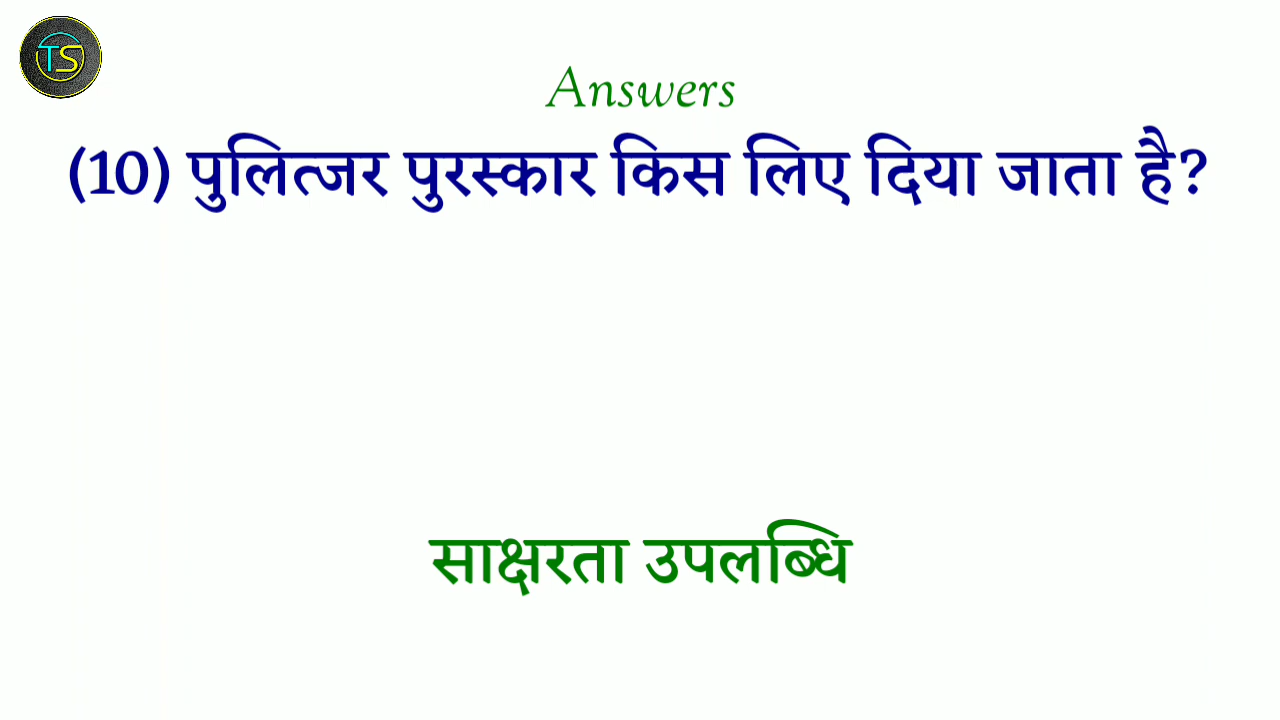 TS
Answers
(10) पुलित्जर पुरस्कार किस लिए दिया जाता है?
साक्षरता उपलब्धि